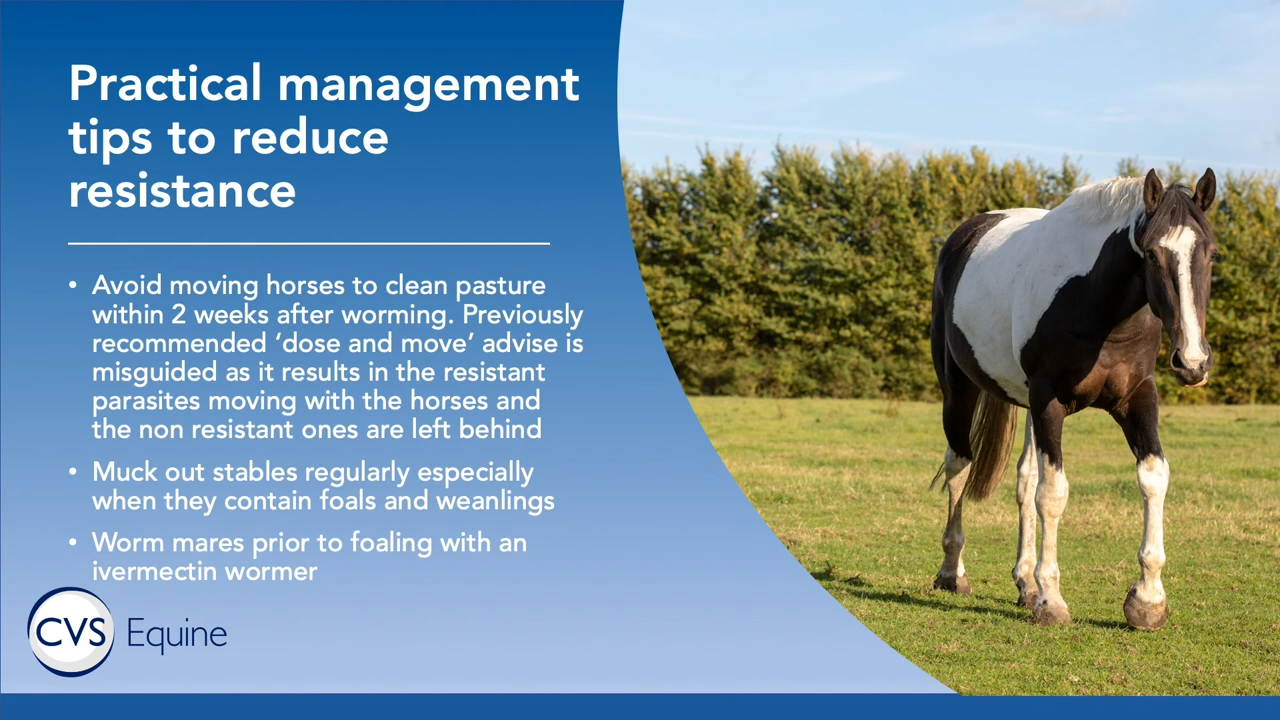 Practical management
tips to reduce
resistance
• Avoid moving horses to clean pasture
within 2 weeks after worming. Previously
recommended ‘dose and move’ advise is
misguided as it results in the resistant
parasites moving with the horses and
the non resistant ones are left behind
• Muck out stables regularly especially
when they contain foals and weanlings
• Worm mares prior to foaling with an
ivermectin wormer
CVS Equine